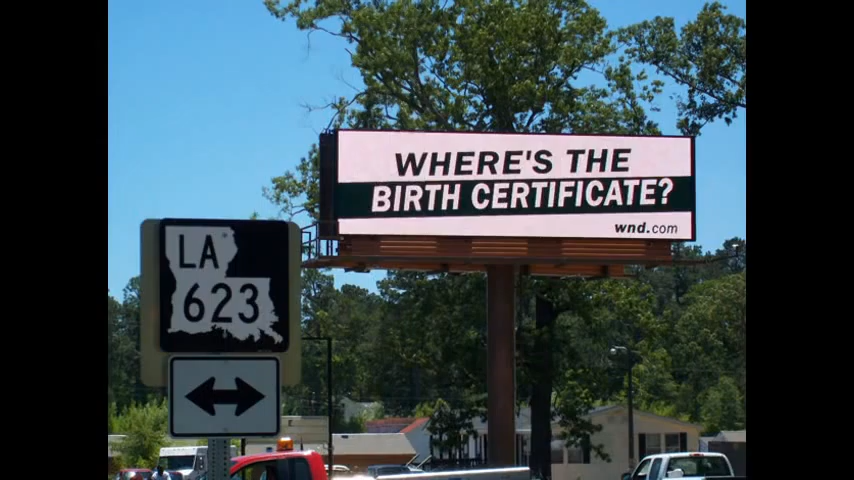 WHERE'S THE
BIRTH CERTIFICATE?
wnd.com
LA
623